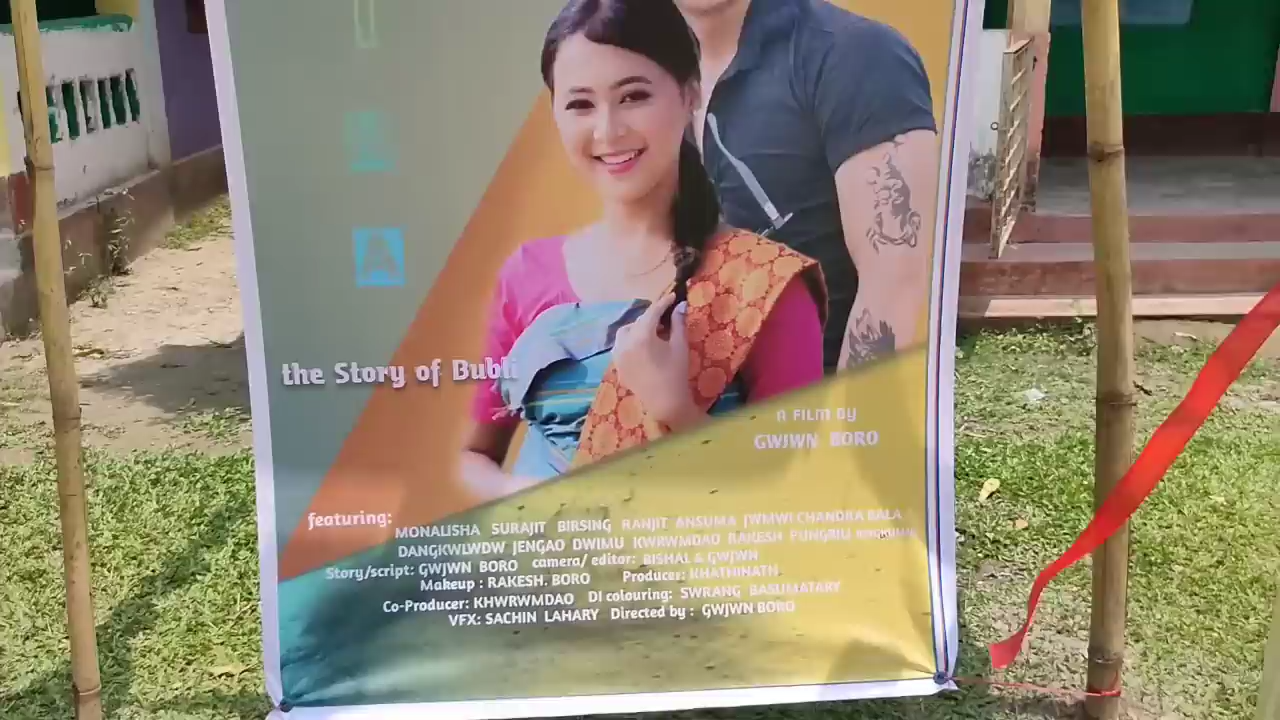 A
the Story of Bubli
A FILM BY
GWJWN BORO
featuring: MONALISHA SURAJIT BIRSING RANJIT ANSUMA JWMWI CHANDRA BALA
DANGKWLWDW JENGAO DWIMU KWRWMDAO RAKESH PUNGBILI
Story/script: GWJWN BORO camera/ editor: BISHAL & GWJWN
Makeup : RAKESH. BORO Producer: KHATHINATH
Co-Producer: KHWRWMDAO DI colouring: SWRANG BASUMATARY
VFX: SACHIN LAHARY Directed by : GWJWN BORO